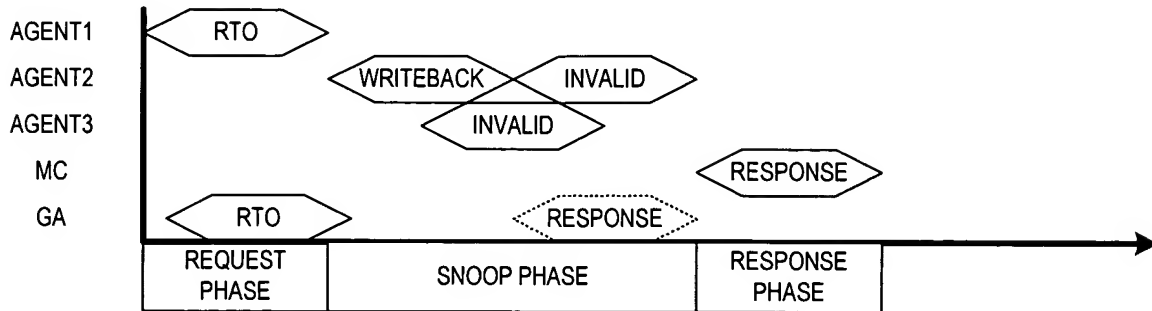 AGENT1 RTO
AGENT2 WRITEBACK INVALID
AGENT3 INVALID
MC RESPONSE
GA RTO RESPONSE
REQUEST PHASE SNOOP PHASE RESPONSE PHASE